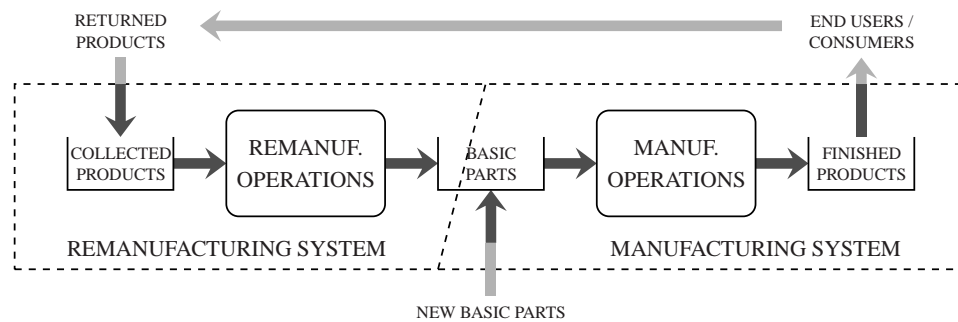 RETURNED
PRODUCTS
END USERS /
CONSUMERS
COLLECTED
PRODUCTS
REMANUF.
OPERATIONS
BASIC
PARTS
MANUF.
OPERATIONS
FINISHED
PRODUCTS
REMANUFACTURING SYSTEM
MANUFACTURING SYSTEM
NEW BASIC PARTS